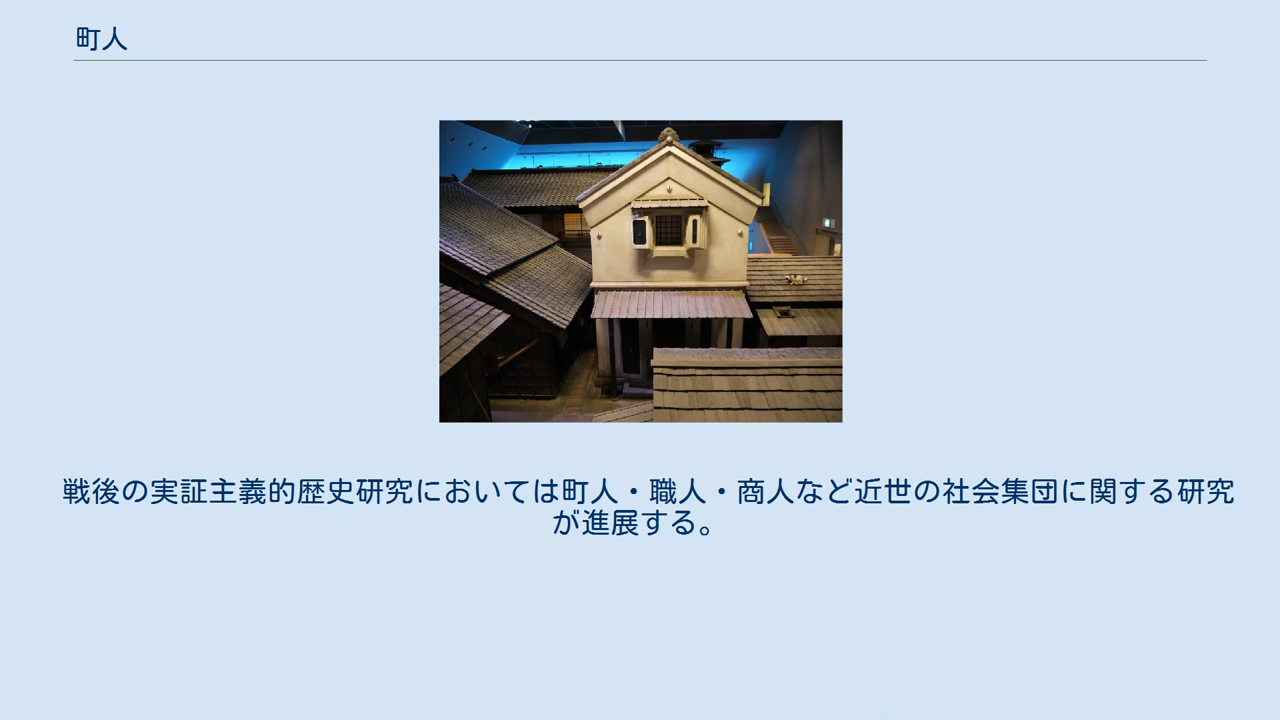 町人
戦後の実証主義的歴史研究においては町人・職人・商人など近世の社会集団に関する研究
が進展する。